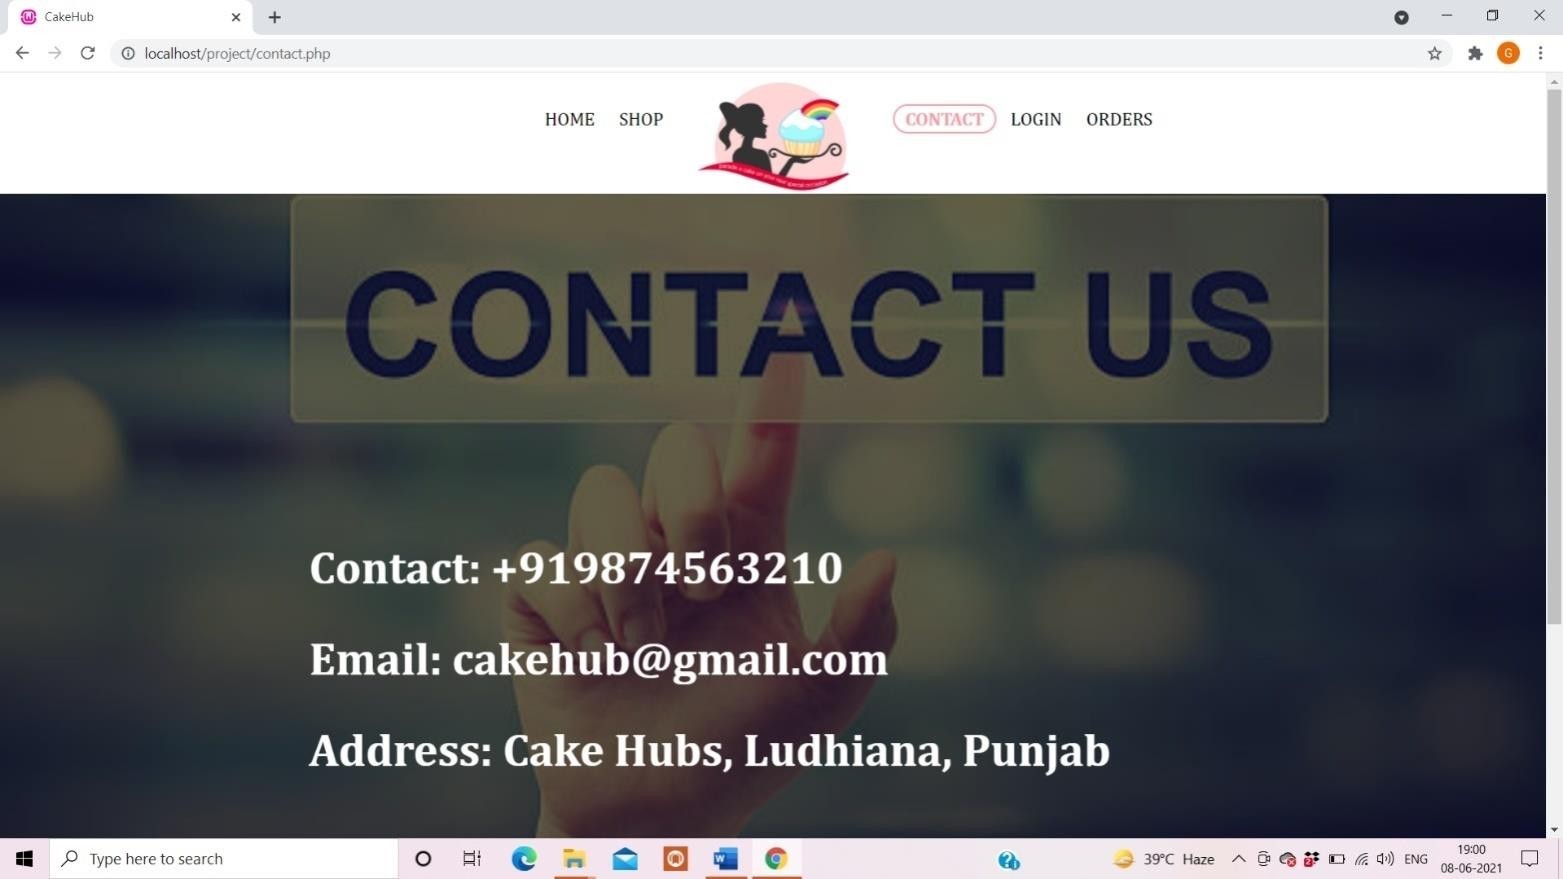 CakeHub
localhost/project/contact.php
HOME SHOP CONTACT LOGIN ORDERS
CONTACT US
Contact: +919874563210
Email: cakehub@gmail.com
Address: Cake Hubs, Ludhiana, Punjab
Type here to search
39°C Haze
ENG
19:00
08-06-2021